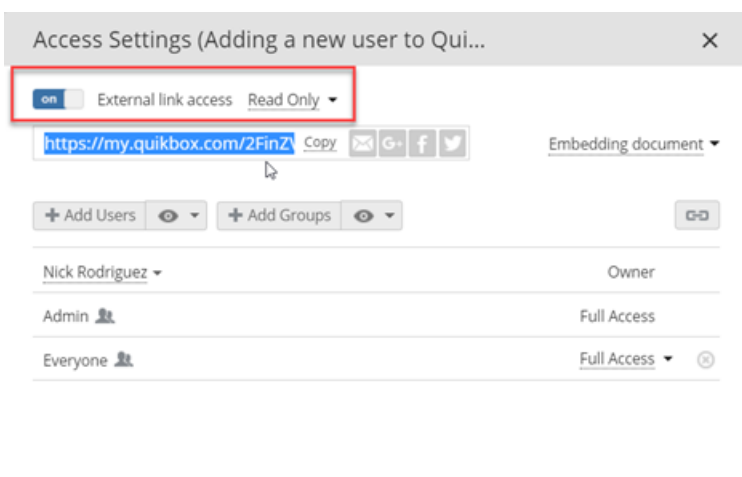 Access Settings (Adding a new user to Qui...
on External link access Read Only
https://my.quikbox.com/2FinZ Copy Embedding document
+ Add Users + Add Groups
Nick Rodriguez Owner
Admin Full Access
Everyone Full Access